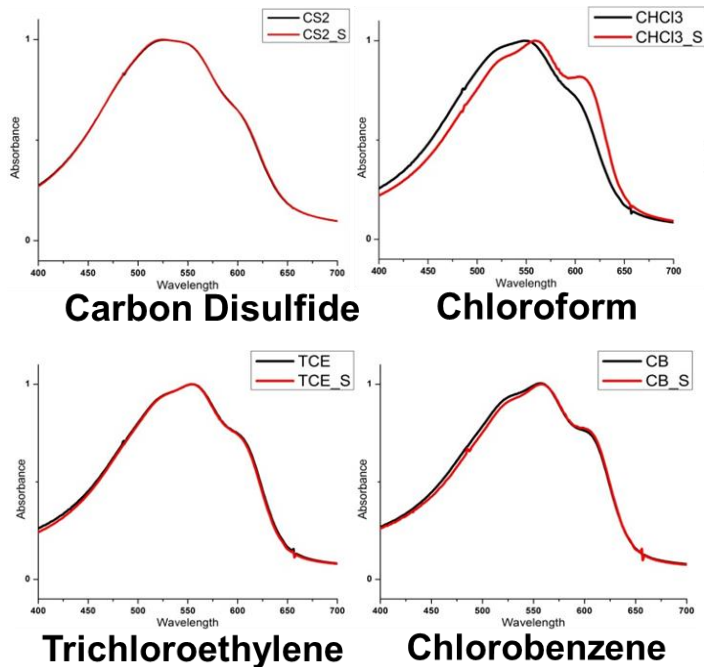 CS2
CS2_S
1
Absorbance
0
400 450 500 550 600 650 700
Wavelength
Carbon Disulfide
CHCl3
CHCl3_S
1
Absorbance
0
400 450 500 550 600 650 700
Wavelength
Chloroform
TCE
TCE_S
1
Absorbance
0
400 450 500 550 600 650 700
Wavelength
Trichloroethylene
CB
CB_S
1
Absorbance
0
400 450 500 550 600 650 700
Wavelength
Chlorobenzene